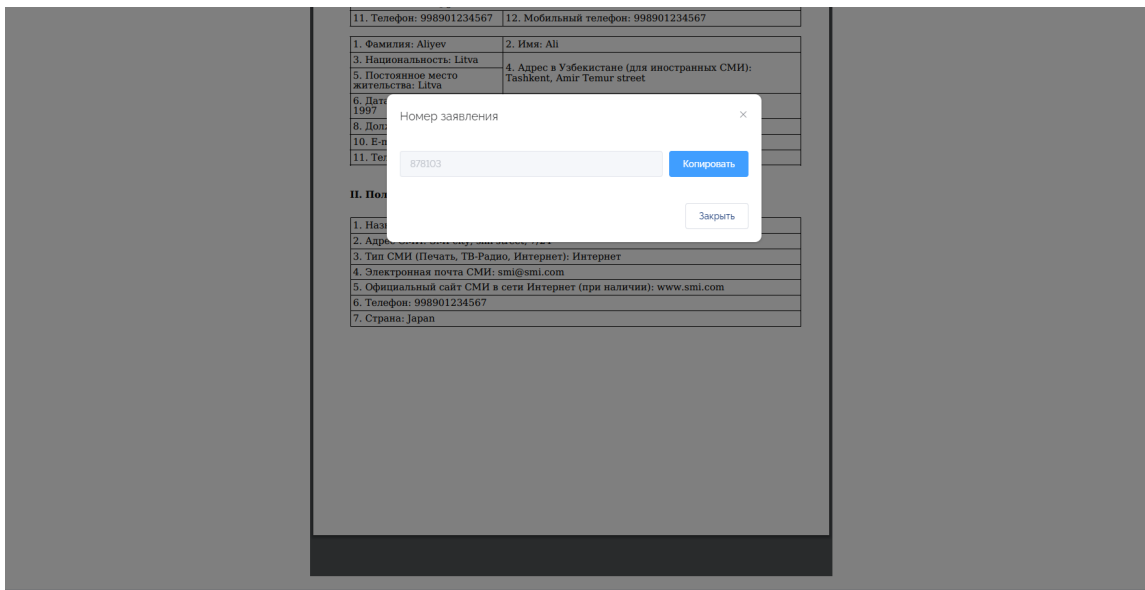 11. Телефон: 998901234567 12. Мобильный телефон: 998901234567
1. Фамилия: Aliyev 2. Имя: Ali
3. Национальность: Litva
4. Адрес в Узбекистане (для иностранных СМИ):
Tashkent, Amir Temur street
5. Постоянное место
жительства: Litva
6. Дата
1997
8. 
10.
11.
Номер заявления
×
878103
Копировать
Закрыть
II.
1.
2. Адрес
3. Тип СМИ (Печать, ТВ-Радио, Интернет): Интернет
4. Электронная почта СМИ: smi@smi.com
5. Официальный сайт СМИ в сети Интернет (при наличии): www.smi.com
6. Телефон: 998901234567
7. Страна: Japan